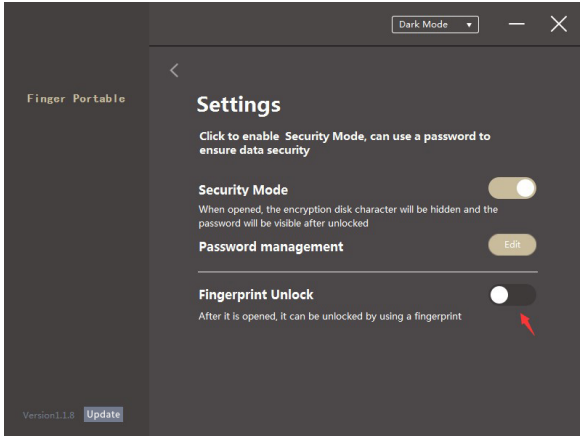 Dark Mode
Finger Portable
Settings
Click to enable Security Mode, can use a password to
ensure data security
Security Mode
When opened, the encryption disk character will be hidden and the
password will be visible after unlocked
Password management
Edit
Fingerprint Unlock
After it is opened, it can be unlocked by using a fingerprint
Version1.1.8 Update